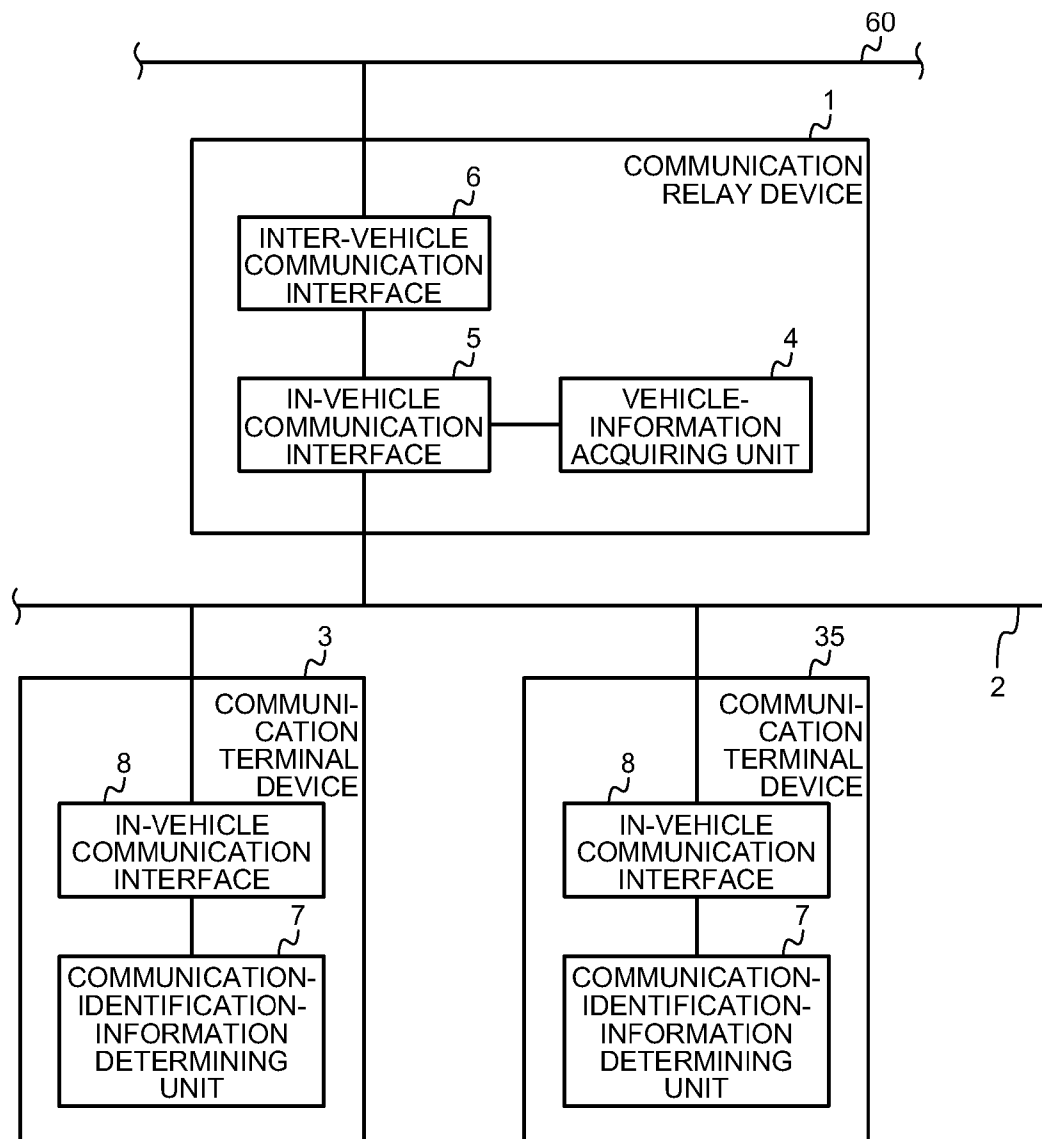 60
1
COMMUNICATION
RELAY DEVICE
6
INTER-VEHICLE
COMMUNICATION
INTERFACE
5
IN-VEHICLE
COMMUNICATION
INTERFACE
4
VEHICLE-
INFORMATION
ACQUIRING UNIT
2
3
COMMUNI-
CATION
TERMINAL
DEVICE
8
IN-VEHICLE
COMMUNICATION
INTERFACE
7
COMMUNICATION-
IDENTIFICATION-
INFORMATION
DETERMINING
UNIT
35
COMMUNI-
CATION
TERMINAL
DEVICE
8
IN-VEHICLE
COMMUNICATION
INTERFACE
7
COMMUNICATION-
IDENTIFICATION-
INFORMATION
DETERMINING
UNIT